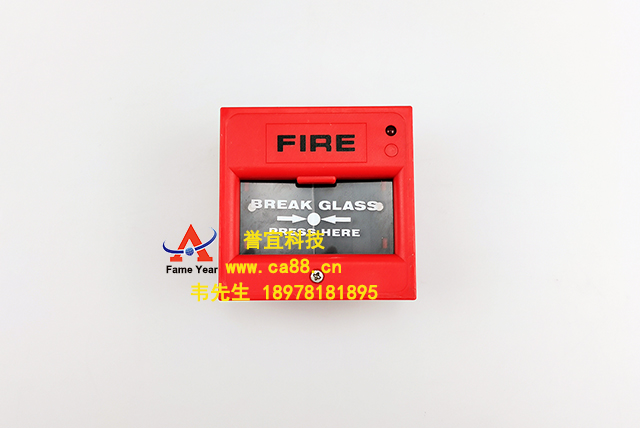 FIRE
BREAK GLASS
PRESS HERE
誉宜科技
Fame Year
www.ca88.cn
韦先生 18978181895